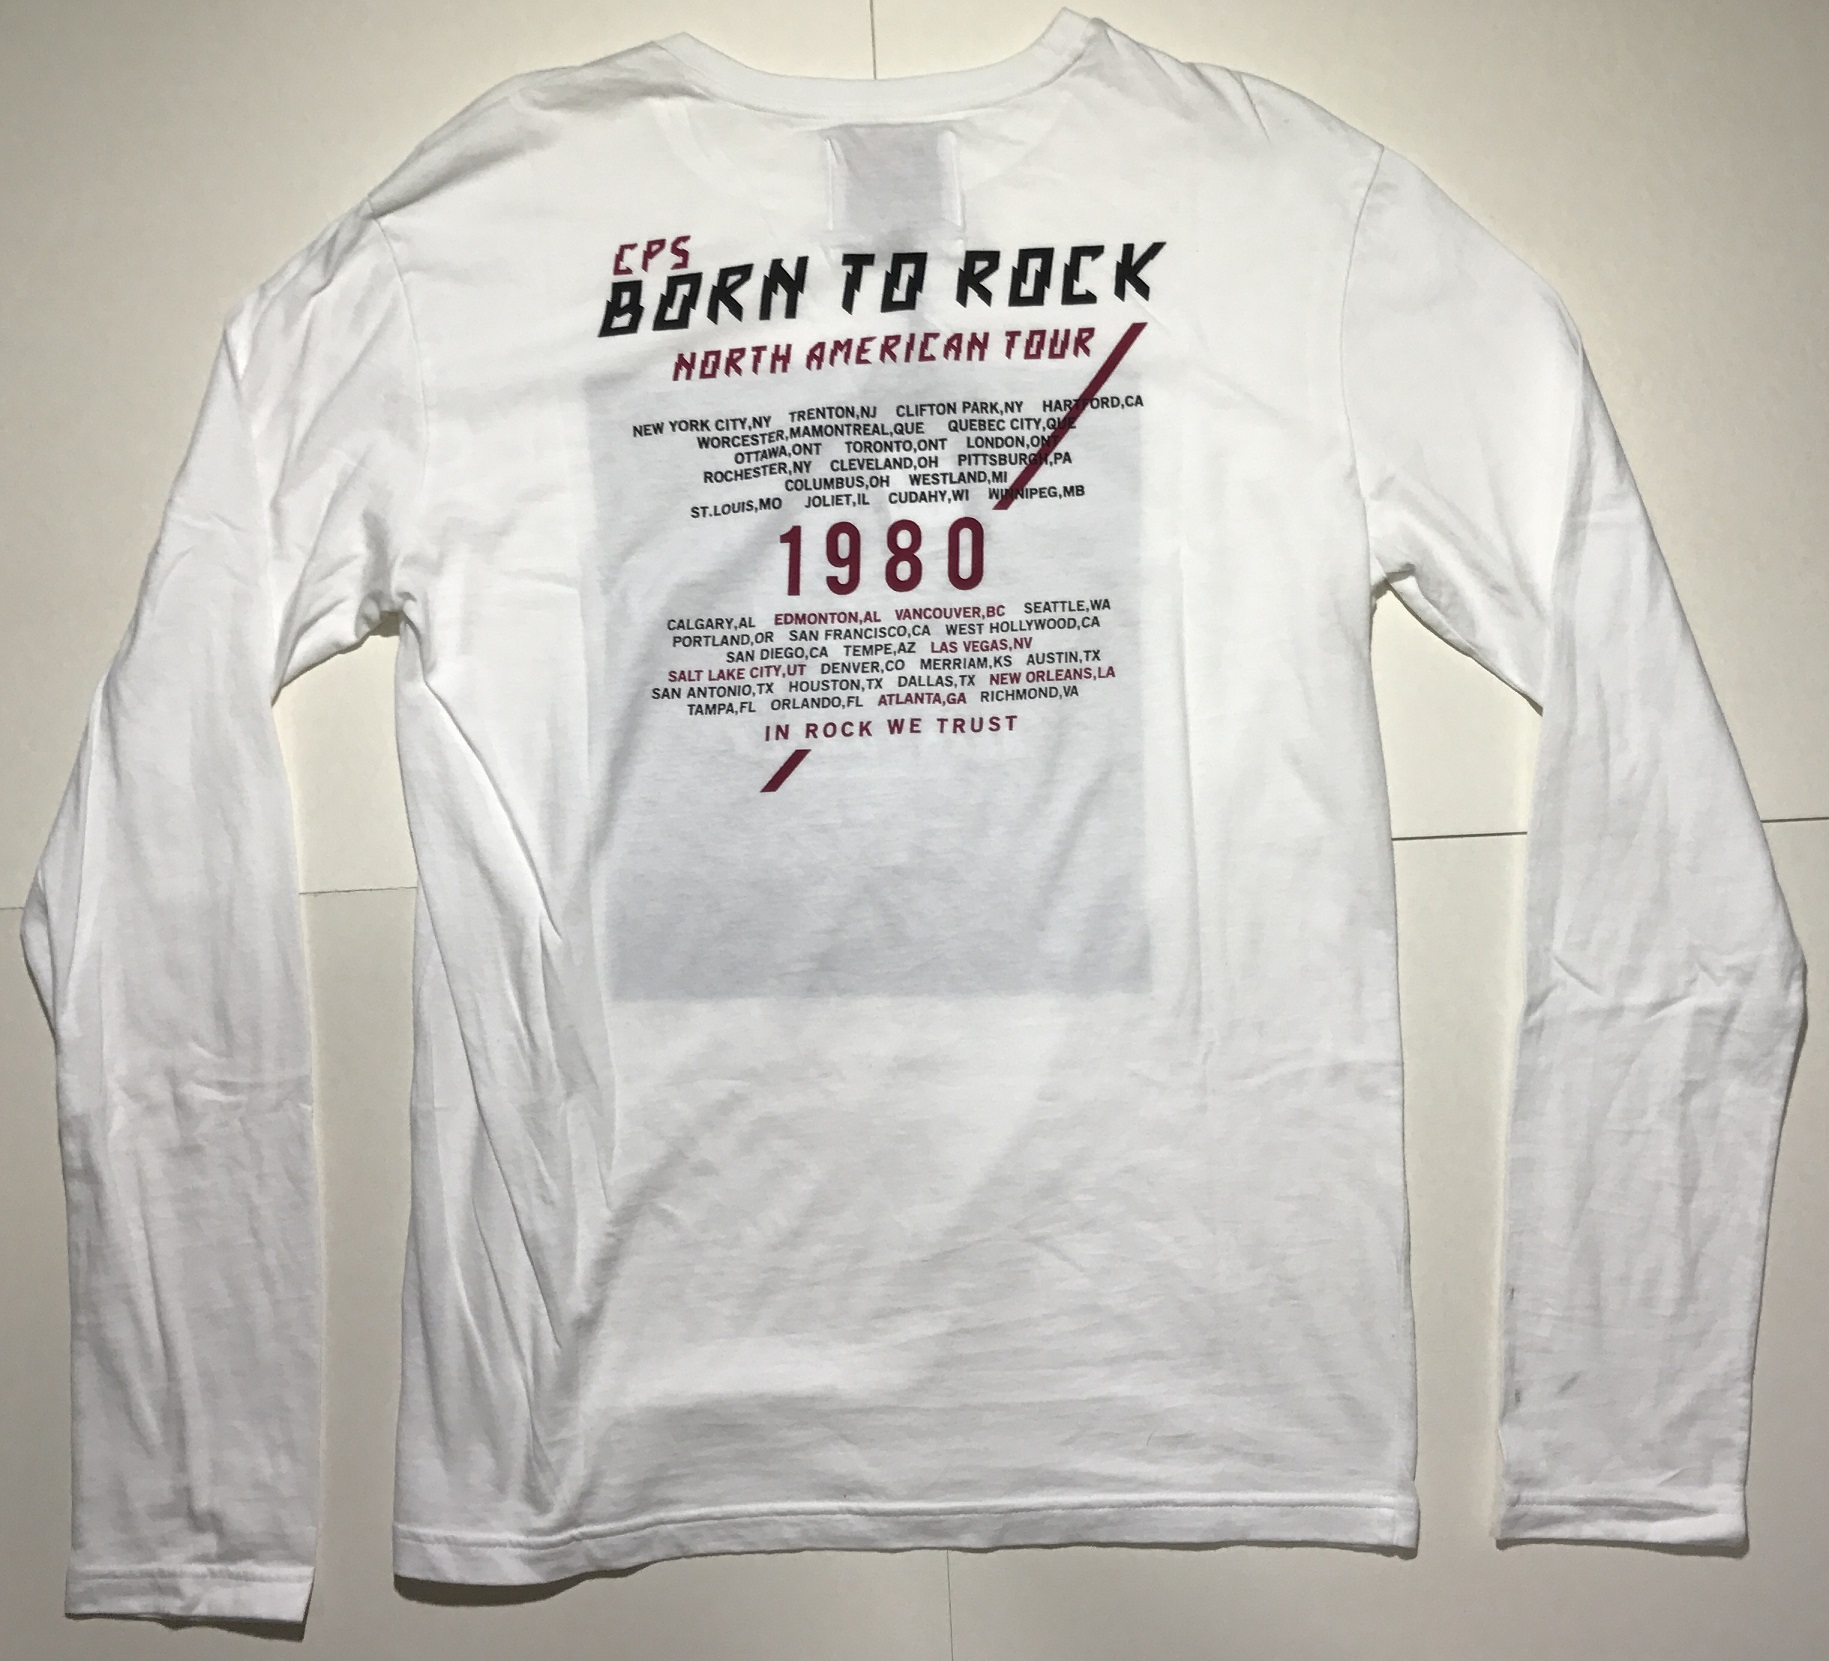 CPS
BORN TO ROCK
NORTH AMERICAN TOUR
NEW YORK CITY,NY TRENTON,NJ CLIFTON PARK,NY HARTFORD,CA
WORCESTER,MAMONTREAL,QUE QUEBEC CITY,QUE
OTTAWA,ONT TORONTO,ONT LONDON,ONT
ROCHESTER,NY CLEVELAND,OH PITTSBURGH,PA
COLUMBUS,OH WESTLAND,MI
ST.LOUIS,MO JOLIET,IL CUDAHY,WI WINNIPEG,MB
1980
CALGARY,AL EDMONTON,AL VANCOUVER,BC SEATTLE,WA
PORTLAND,OR SAN FRANCISCO,CA WEST HOLLYWOOD,CA
SAN DIEGO,CA TEMPE,AZ LAS VEGAS,NV
SALT LAKE CITY,UT DENVER,CO MERRIAM,KS AUSTIN,TX
SAN ANTONIO,TX HOUSTON,TX DALLAS,TX NEW ORLEANS,LA
TAMPA,FL ORLANDO,FL ATLANTA,GA RICHMOND,VA
IN ROCK WE TRUST